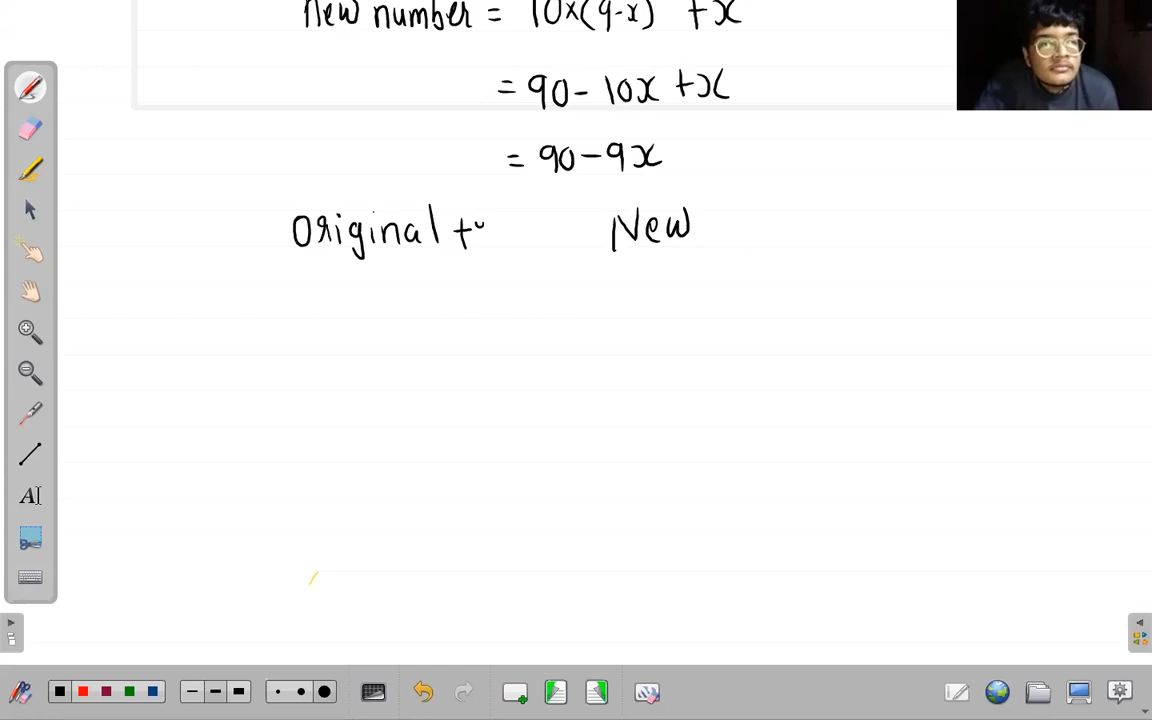 new number = 10×(9-x) +x
= 90 - 10x +x
= 90 - 9x
Original + New